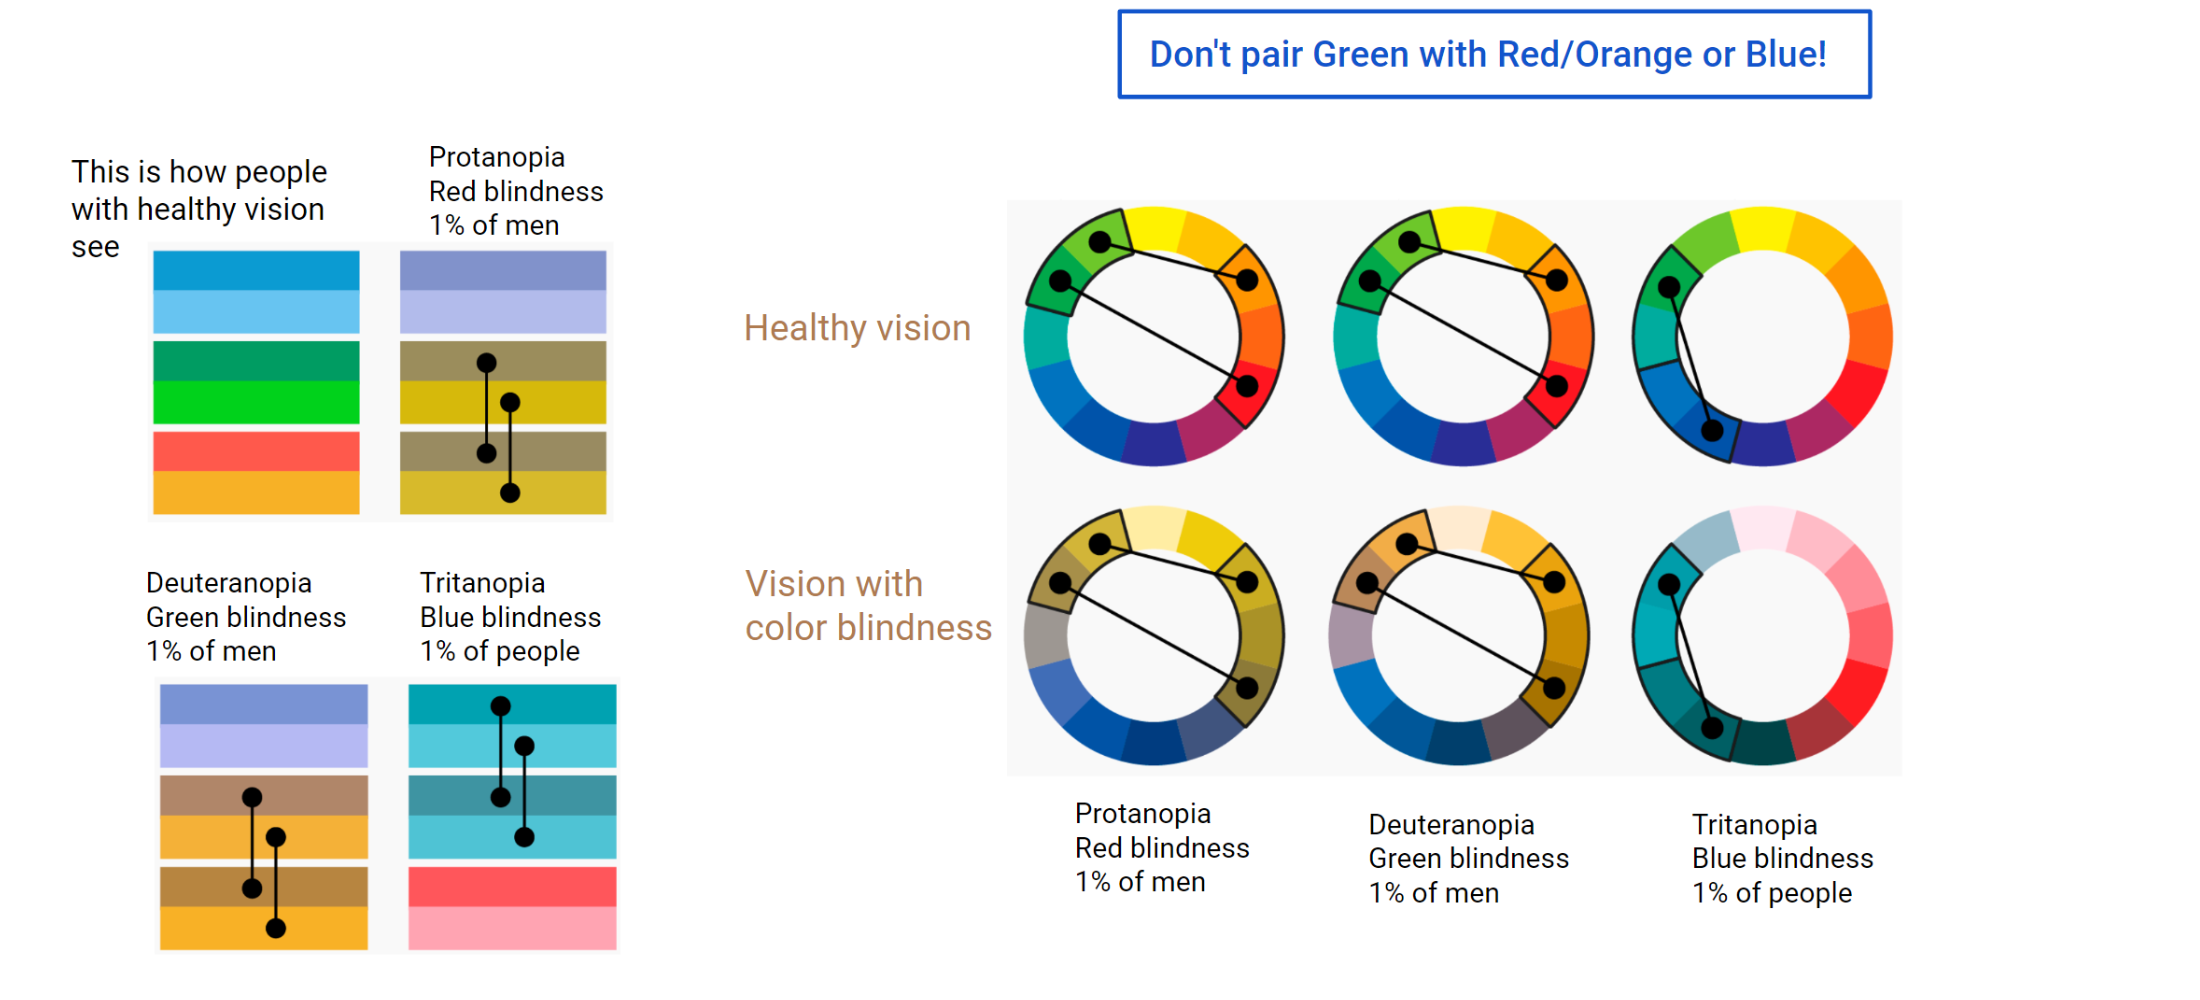 Don't pair Green with Red/Orange or Blue!
This is how people
with healthy vision
see
Protanopia
Red blindness
1% of men
Deuteranopia
Green blindness
1% of men
Tritanopia
Blue blindness
1% of people
Healthy vision
Vision with
color blindness
Protanopia
Red blindness
1% of men
Deuteranopia
Green blindness
1% of men
Tritanopia
Blue blindness
1% of people